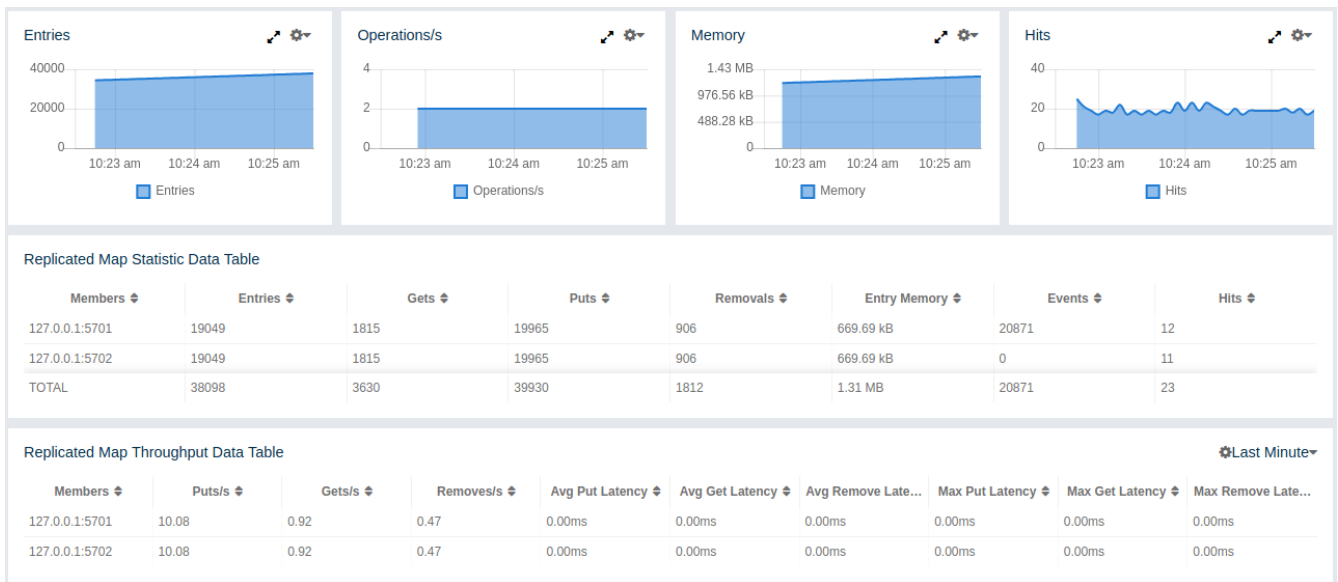 Entries
40000
20000
0
10:23 am 10:24 am 10:25 am
Entries
Operations/s
4
2
0
10:23 am 10:24 am 10:25 am
Operations/s
Memory
1.43 MB
976.56 kB
488.28 kB
0
10:23 am 10:24 am 10:25 am
Memory
Hits
40
20
0
10:23 am 10:24 am 10:25 am
Hits
Replicated Map Statistic Data Table
Members Entries Gets Puts Removals Entry Memory Events Hits
127.0.0.1:5701 19049 1815 19965 906 669.69 kB 20871 12
127.0.0.1:5702 19049 1815 19965 906 669.69 kB 0 11
TOTAL 38098 3630 39930 1812 1.31 MB 20871 23
Replicated Map Throughput Data Table Last Minute
Members Puts/s Gets/s Removes/s Avg Put Latency Avg Get Latency Avg Remove Late... Max Put Latency Max Get Latency Max Remove Late...
127.0.0.1:5701 10.08 0.92 0.47 0.00ms 0.00ms 0.00ms 0.00ms 0.00ms 0.00ms
127.0.0.1:5702 10.08 0.92 0.47 0.00ms 0.00ms 0.00ms 0.00ms 0.00ms 0.00ms